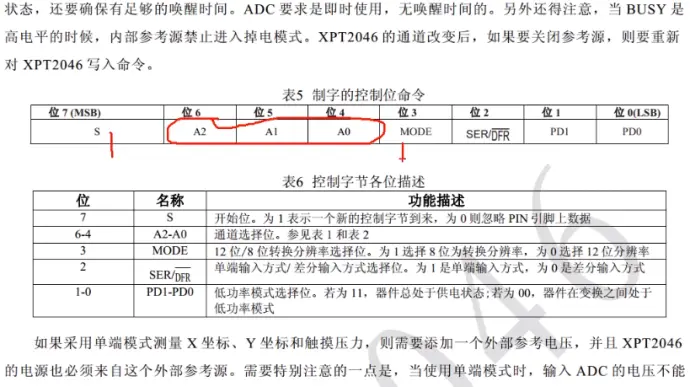 状态，还要确保有足够的唤醒时间。ADC 要求是即时使用，无唤醒时间的。另外还得注意，当 BUSY 是
高电平的时候，内部参考源禁止进入掉电模式。XPT2046 的通道改变后，如果要关闭参考源，则要重新
对 XPT2046 写入命令。
表5 制字的控制位命令
位 7 (MSB) 位 6 位 5 位 4 位 3 位 2 位 1 位 0(LSB)
S A2 A1 A0 MODE SER/DFR PD1 PD0
表6 控制字节各位描述
位 名称 功能描述
7 S 开始位。为 1 表示一个新的控制字节到来，为 0 则忽略 PIN 引脚上数据
6-4 A2-A0 通道选择位。参见表 1 和表 2
3 MODE 12 位/8 位转换分辨率选择位。为 1 选择 8 位为转换分辨率，为 0 选择 12 位分辨率
2 SER/DFR 单端输入方式/ 差分输入方式选择位。为 1 是单端输入方式，为 0 是差分输入方式
1-0 PD1-PD0 低功率模式选择位。若为 11，器件总处于供电状态;若为 00，器件在变换之间处于
低功率模式
如果采用单端模式测量 X 坐标、Y 坐标和触摸压力，则需要添加一个外部参考电压，并且 XPT2046
的电源也必须来自这个外部参考源。需要特别注意的一点是，当使用单端模式时，输入 ADC 的电压不能
046